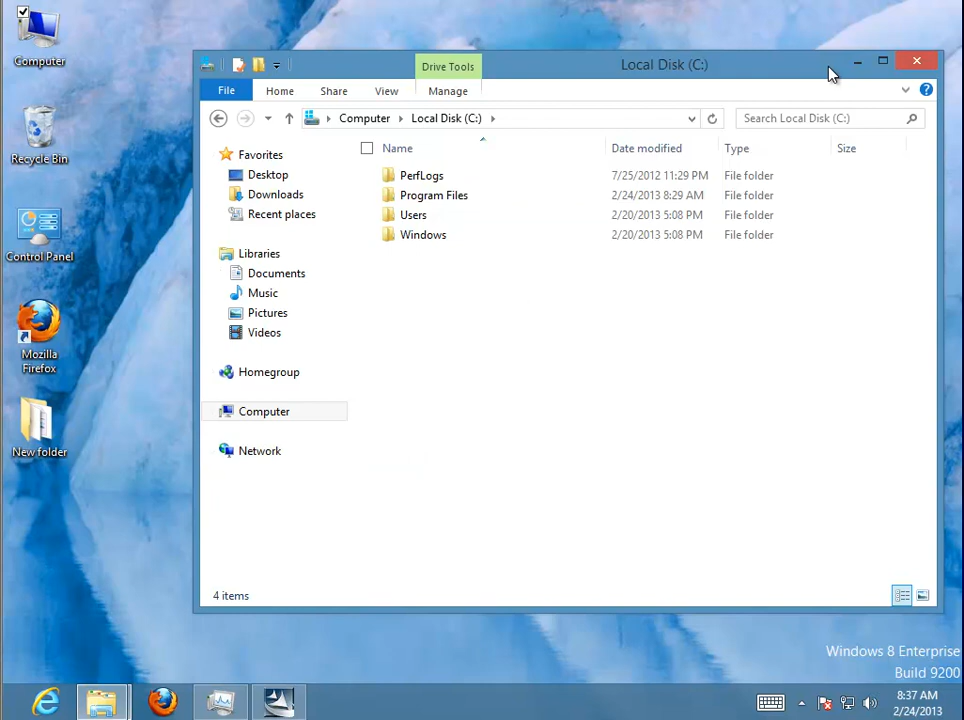 Computer
Recycle Bin
Control Panel
Mozilla
Firefox
New folder
Drive Tools
Local Disk (C:)
File
Home
Share
View
Manage
Computer
Local Disk (C:)
Search Local Disk (C:)
Name
Date modified
Type
Size
PerfLogs
7/25/2012 11:29 PM
File folder
Program Files
2/24/2013 8:29 AM
File folder
Users
2/20/2013 5:08 PM
File folder
Windows
2/20/2013 5:08 PM
File folder
Favorites
Desktop
Downloads
Recent places
Libraries
Documents
Music
Pictures
Videos
Homegroup
Computer
Network
4 items
Windows 8 Enterprise
Build 9200
8:37 AM
2/24/2013